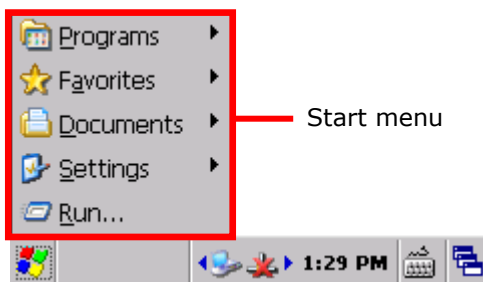 Programs
Favorites
Documents
Start menu
Settings
Run...
1:29 PM